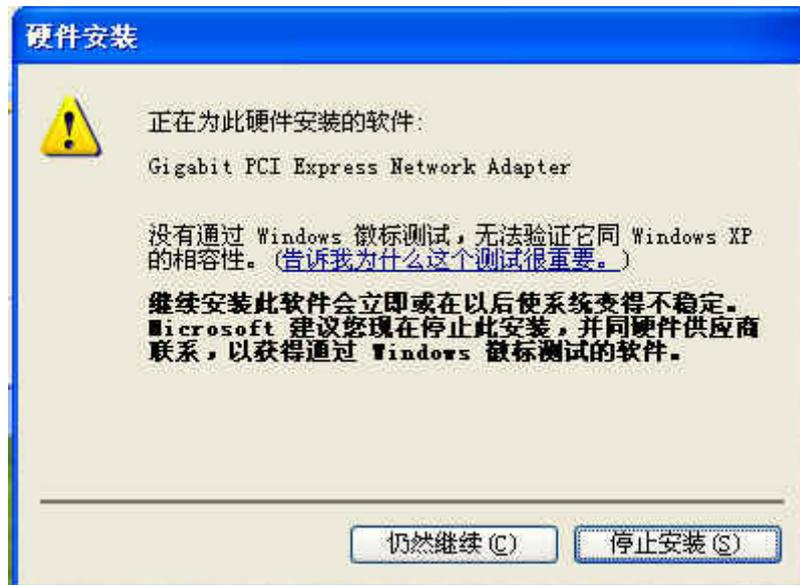 硬件安装
正在为此硬件安装的软件:
Gigabit PCI Express Network Adapter
没有通过 Windows 徽标测试，无法验证它同 Windows XP
的相容性。(告诉我为什么这个测试很重要。)
继续安装此软件会立即或在以后使系统变得不稳定。
Microsoft 建议您现在停止此安装，并同硬件供应商
联系，以获得通过 Windows 徽标测试的软件。
仍然继续(C) 停止安装(S)